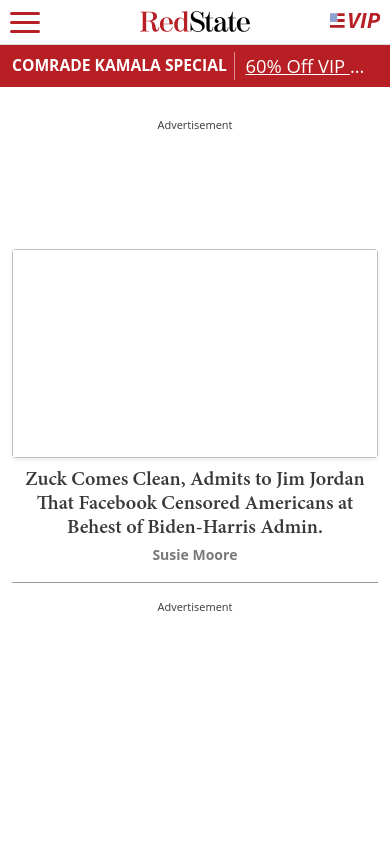 RedState
VIP
COMRADE KAMALA SPECIAL
60% Off VIP ...
Advertisement
Zuck Comes Clean, Admits to Jim Jordan
That Facebook Censored Americans at
Behest of Biden-Harris Admin.
Susie Moore
Advertisement